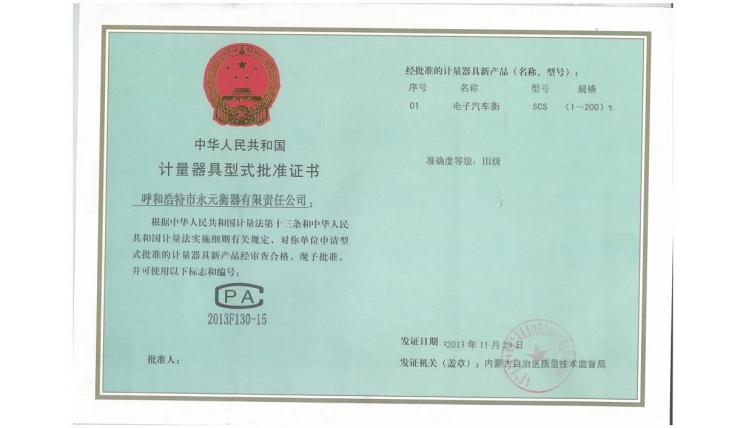 中华人民共和国
计量器具型式批准证书
呼和浩特市永元衡器有限责任公司：
根据中华人民共和国计量法第十三条和中华人民
共和国计量法实施细则有关规定，对你单位申请型
式批准的计量器具新产品经审查合格，现予批准，
并可使用以下标志和编号：
CPA
2013F130-15
批准人：
经批准的计量器具新产品（名称、型号）：
序号 名称 型号 规格
01 电子汽车衡 SCS （1～200）t
准确度等级：III级
发证日期：2013 年 11 月 29 日
发证机关（盖章）：内蒙古自治区质量技术监督局